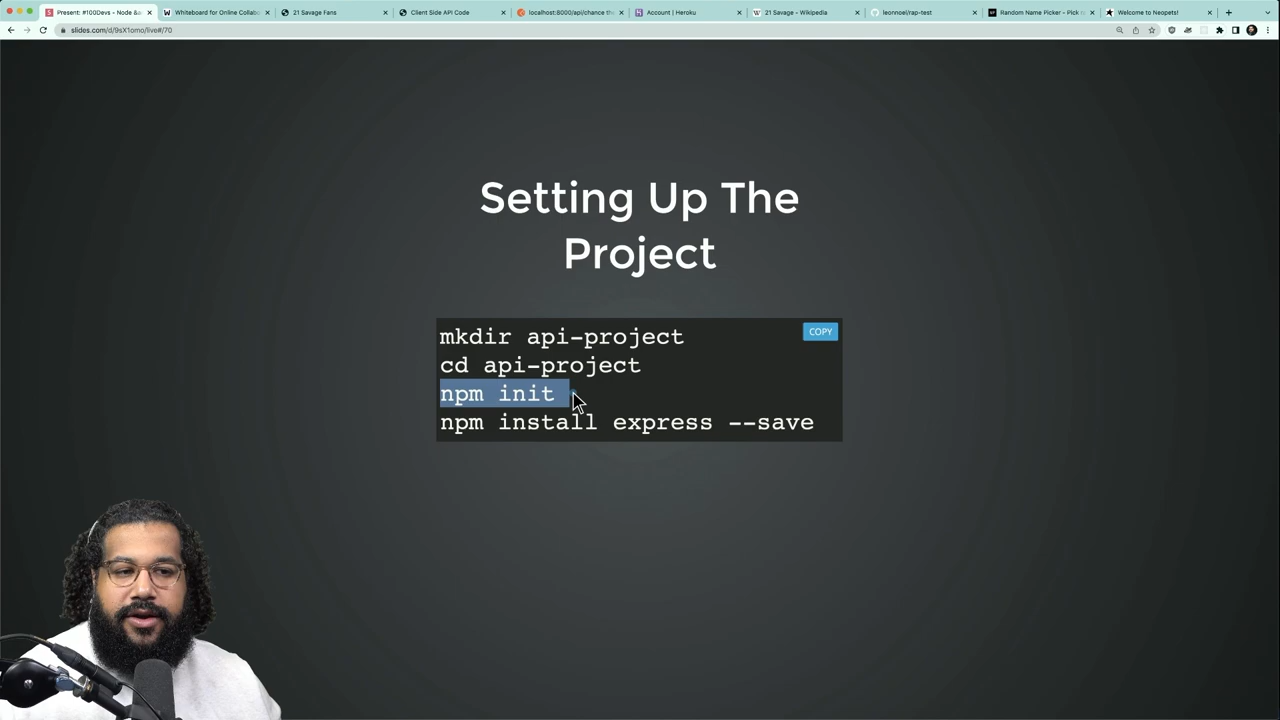 Present: #100Devs - Node &a
Whiteboard for Online Collabo
21 Savage Fans
Client Side API Code
localhost:8000/api/chance the
Account | Heroku
21 Savage - Wikipedia
leonnoel/rap-test
Random Name Picker - Pick
Welcome to Neopets!
slides.com/d/9sX1omo/live#/70
Setting Up The
Project
COPY
mkdir api-project
cd api-project
npm init
npm install express --save